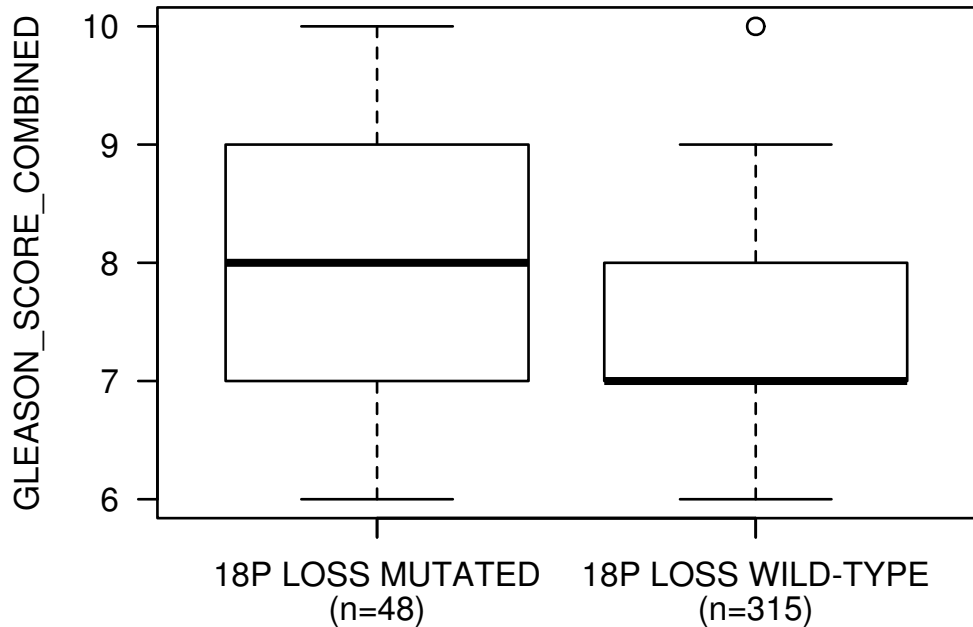 GLEASON_SCORE_COMBINED
10
9
8
7
6
18P LOSS MUTATED
(n=48)
18P LOSS WILD-TYPE
(n=315)